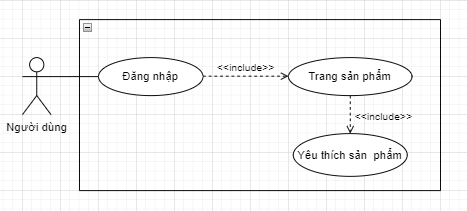 Đăng nhập
<<include>>
Trang sản phẩm
<<include>>
Người dùng
Yêu thích sản phẩm